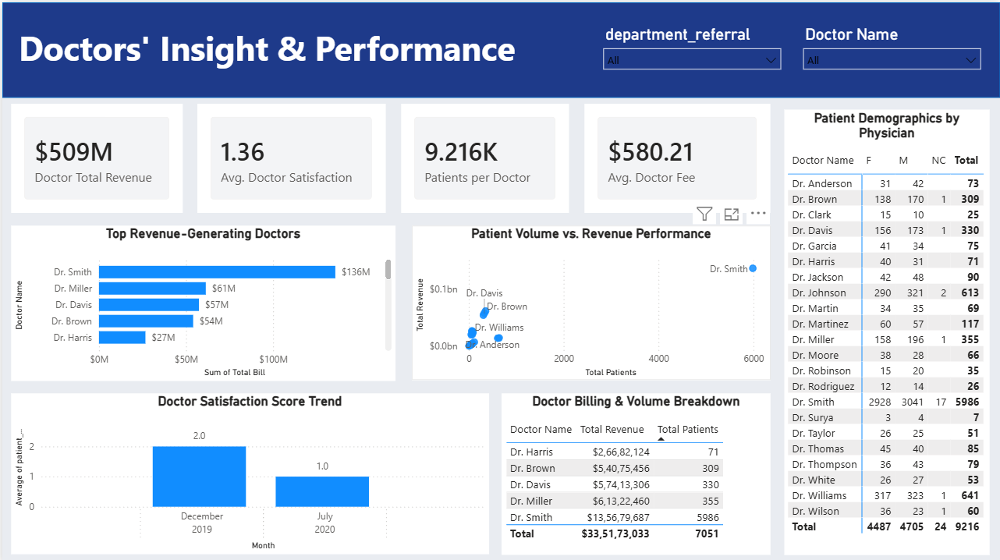 Doctors' Insight & Performance
department_referral
All
Doctor Name
All
$509M
Doctor Total Revenue
1.36
Avg. Doctor Satisfaction
9.216K
Patients per Doctor
$580.21
Avg. Doctor Fee
Top Revenue-Generating Doctors
Doctor Name
Dr. Smith $136M
Dr. Miller $61M
Dr. Davis $57M
Dr. Brown $54M
Dr. Harris $27M
$0M $50M $100M
Sum of Total Bill
Patient Volume vs. Revenue Performance
Total Revenue
Dr. Smith
$0.1bn
Dr. Davis
Dr. Brown
Dr. Williams
$0.0bn
Dr. Anderson
0 2000 4000 6000
Total Patients
Doctor Satisfaction Score Trend
Average of patient_...
2
1
0
2.0
1.0
December 2019
July 2020
Month
Doctor Billing & Volume Breakdown
Doctor Name Total Revenue Total Patients
Dr. Harris $2,66,82,124 71
Dr. Brown $5,40,75,456 309
Dr. Davis $5,74,13,306 330
Dr. Miller $6,13,22,460 355
Dr. Smith $13,56,79,687 5986
Total $33,51,73,033 7051
Patient Demographics by
Physician
Doctor Name F M NC Total
Dr. Anderson 31 42 73
Dr. Brown 138 170 1 309
Dr. Clark 15 10 25
Dr. Davis 156 173 1 330
Dr. Garcia 41 34 75
Dr. Harris 40 31 71
Dr. Jackson 42 48 90
Dr. Johnson 290 321 2 613
Dr. Martin 34 35 69
Dr. Martinez 60 57 117
Dr. Miller 158 196 1 355
Dr. Moore 38 28 66
Dr. Robinson 15 20 35
Dr. Rodriguez 12 14 26
Dr. Smith 2928 3041 17 5986
Dr. Surya 3 4 7
Dr. Taylor 26 25 51
Dr. Thomas 45 40 85
Dr. Thompson 36 43 79
Dr. White 26 27 53
Dr. Williams 317 323 1 641
Dr. Wilson 36 23 1 60
Total 4487 4705 24 9216